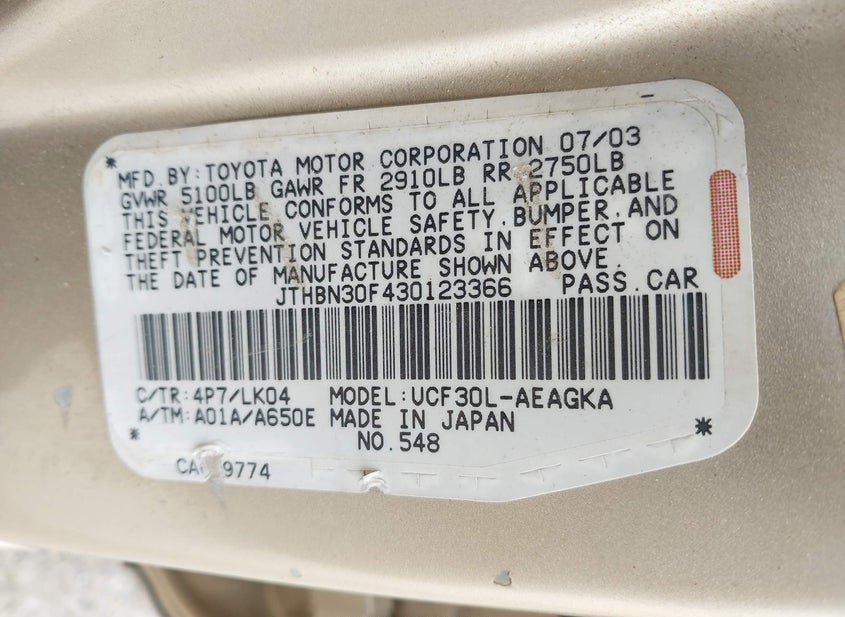 * MFD. BY: TOYOTA MOTOR CORPORATION 07/03
GVWR 5100LB GAWR FR 2910LB RR 2750LB
THIS VEHICLE CONFORMS TO ALL APPLICABLE
FEDERAL MOTOR VEHICLE SAFETY, BUMPER, AND
THEFT PREVENTION STANDARDS IN EFFECT ON
THE DATE OF MANUFACTURE SHOWN ABOVE.
JTHBN30F430123366 PASS. CAR
C/TR: 4P7/LK04 MODEL: UCF30L-AEAGKA
A/TM: A01A/A650E MADE IN JAPAN
* NO. 548 *